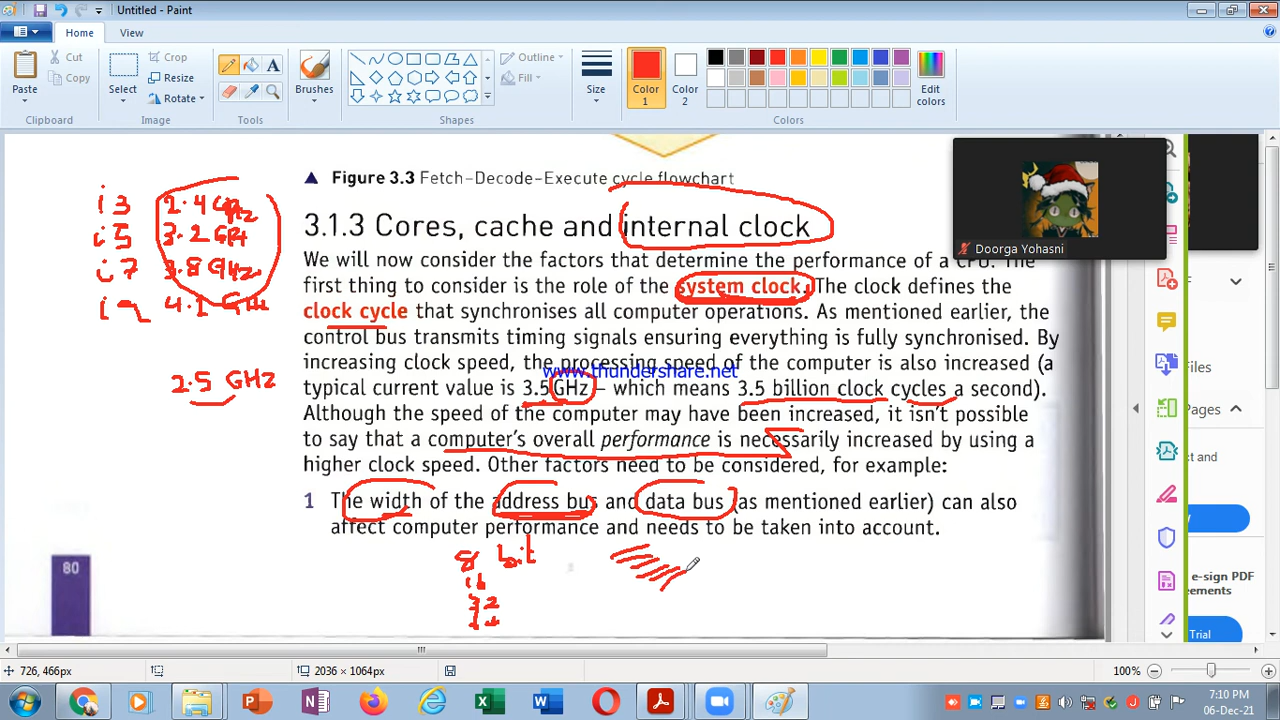 Untitled - Paint
Home
View
Paste
Cut
Copy
Clipboard
Select
Crop
Resize
Rotate
Image
Tools
Brushes
Shapes
Outline
Fill
Size
Color 1
Color 2
Edit colors
Colors
Figure 3.3 Fetch–Decode–Execute cycle flowchart
Doorga Yohasni
i3 2.4 GHz
i5 3.2 GH
i7 3.8 GHz
i9 4.1 GHz
2.5 GHz
3.1.3 Cores, cache and internal clock
We will now consider the factors that determine the performance of a CPU. The
first thing to consider is the role of the system clock. The clock defines the
clock cycle that synchronises all computer operations. As mentioned earlier, the
control bus transmits timing signals ensuring everything is fully synchronised. By
increasing clock speed, the processing speed of the computer is also increased (a
www.thundershare.net
typical current value is 3.5 GHz – which means 3.5 billion clock cycles a second).
Although the speed of the computer may have been increased, it isn't possible
to say that a computer's overall performance is necessarily increased by using a
higher clock speed. Other factors need to be considered, for example:
1 The width of the address bus and data bus (as mentioned earlier) can also
affect computer performance and needs to be taken into account.
8 bit
16
32
80
Files
Pages
ct and
e-sign PDF
ements
Trial
726, 466px
2036 × 1064px
100%
7:10 PM
06-Dec-21